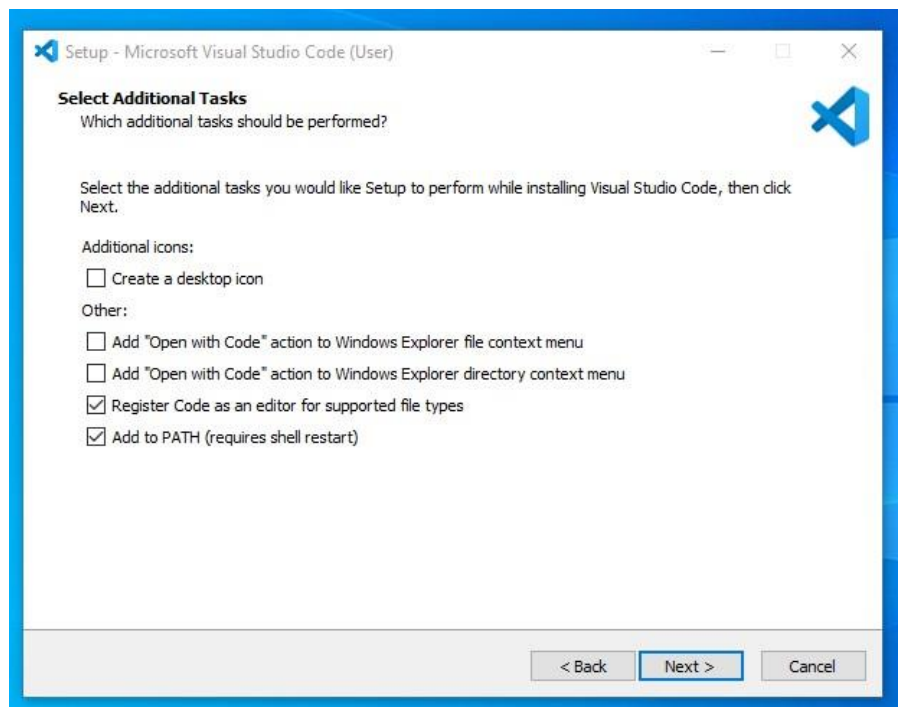 Setup - Microsoft Visual Studio Code (User)
Select Additional Tasks
Which additional tasks should be performed?
Select the additional tasks you would like Setup to perform while installing Visual Studio Code, then click
Next.
Additional icons:
Create a desktop icon
Other:
Add "Open with Code" action to Windows Explorer file context menu
Add "Open with Code" action to Windows Explorer directory context menu
Register Code as an editor for supported file types
Add to PATH (requires shell restart)
< Back Next > Cancel